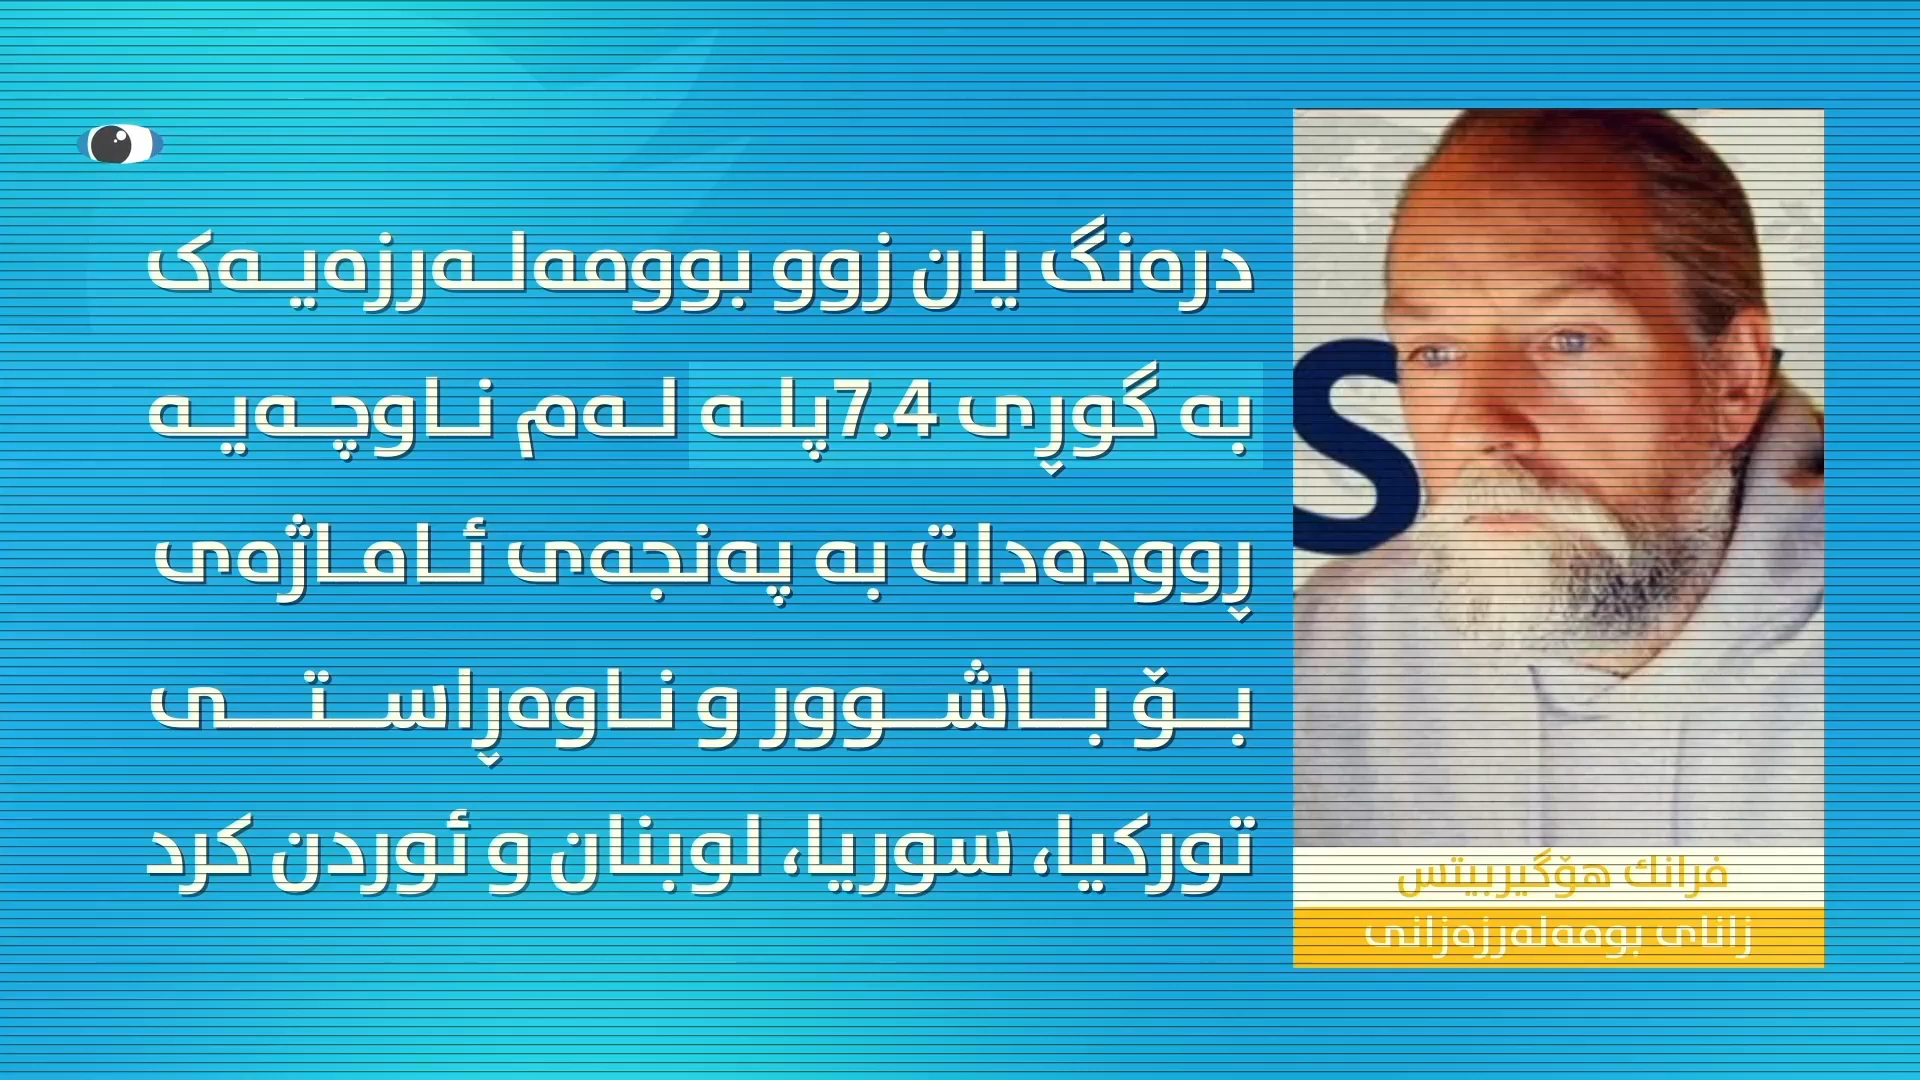 درەنگ یان زوو بوومەلەرزەیەک
بە گوڕی 7.4پلە لەم ناوچەیە
ڕوودەدات بە پەنجەی ئاماژەی
بۆ باشوور و ناوەڕاستی
تورکیا، سوریا، لوبنان و ئوردن کرد
S
فرانك هۆگیربیتس
زانای بومەلەرزەزانی